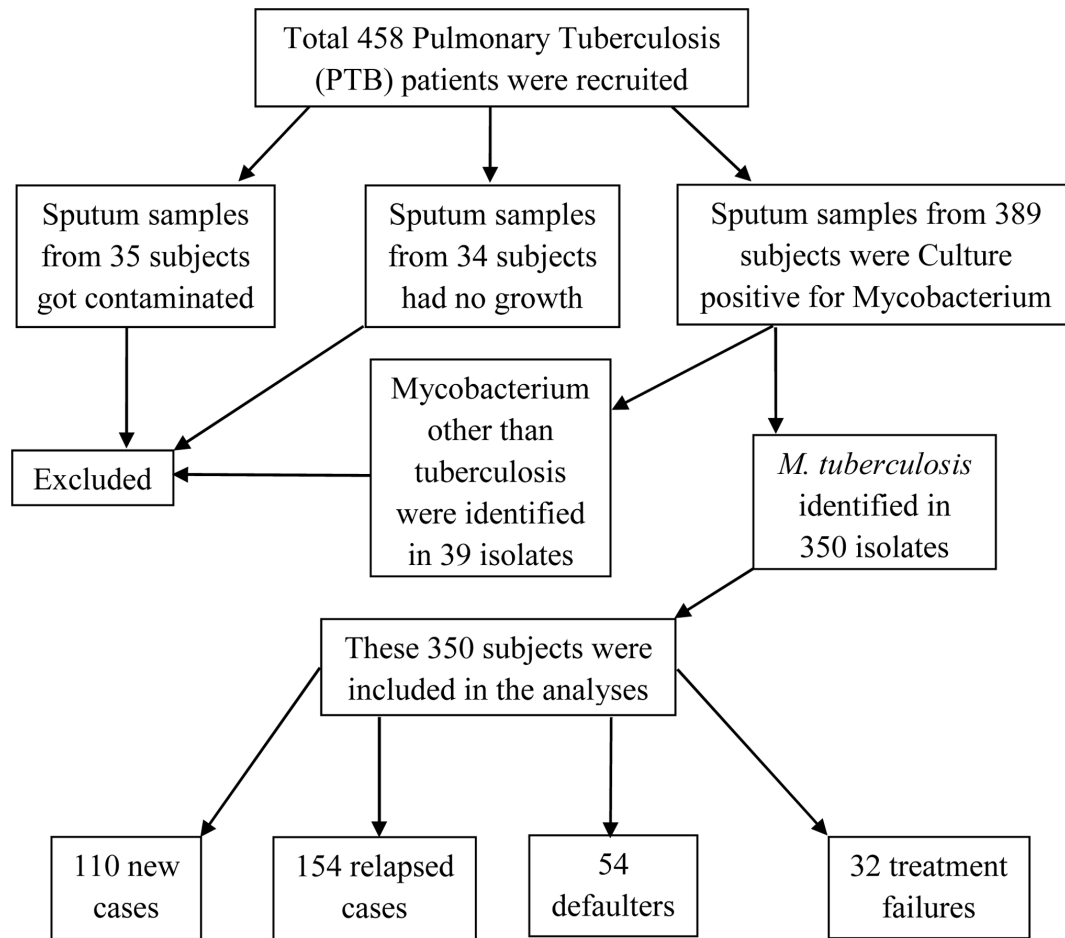 Total 458 Pulmonary Tuberculosis
(PTB) patients were recruited
Sputum samples
from 35 subjects
got contaminated
Sputum samples
from 34 subjects
had no growth
Sputum samples from 389
subjects were Culture
positive for Mycobacterium
Mycobacterium
other than
tuberculosis
were identified
in 39 isolates
Excluded
M. tuberculosis
identified in
350 isolates
These 350 subjects were
included in the analyses
110 new
cases
154 relapsed
cases
54
defaulters
32 treatment
failures